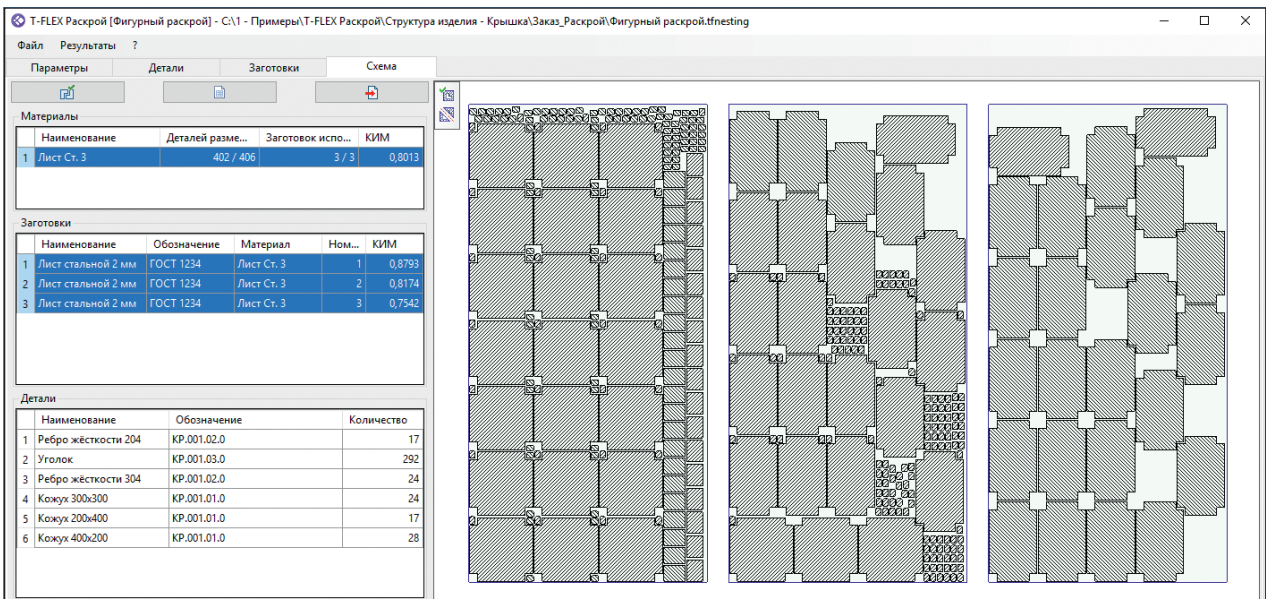 T-FLEX Раскрой [Фигурный раскрой] - C:\1 - Примеры\T-FLEX Раскрой\Структура изделия - Крышка\Заказ_Раскрой\Фигурный раскрой.tfnesting
Файл Результаты ?
Параметры Детали Заготовки Схема
Материалы
Наименование Деталей разме... Заготовок испо... КИМ
1 Лист Ст. 3 402 / 406 3 / 3 0,8013
Заготовки
Наименование Обозначение Материал Ном... КИМ
1 Лист стальной 2 мм ГОСТ 1234 Лист Ст. 3 1 0,8793
2 Лист стальной 2 мм ГОСТ 1234 Лист Ст. 3 2 0,8174
3 Лист стальной 2 мм ГОСТ 1234 Лист Ст. 3 3 0,7542
Детали
Наименование Обозначение Количество
1 Ребро жёсткости 204 КР.001.02.0 17
2 Уголок КР.001.03.0 292
3 Ребро жёсткости 304 КР.001.02.0 24
4 Кожух 300x300 КР.001.01.0 24
5 Кожух 200x400 КР.001.01.0 17
6 Кожух 400x200 КР.001.01.0 28